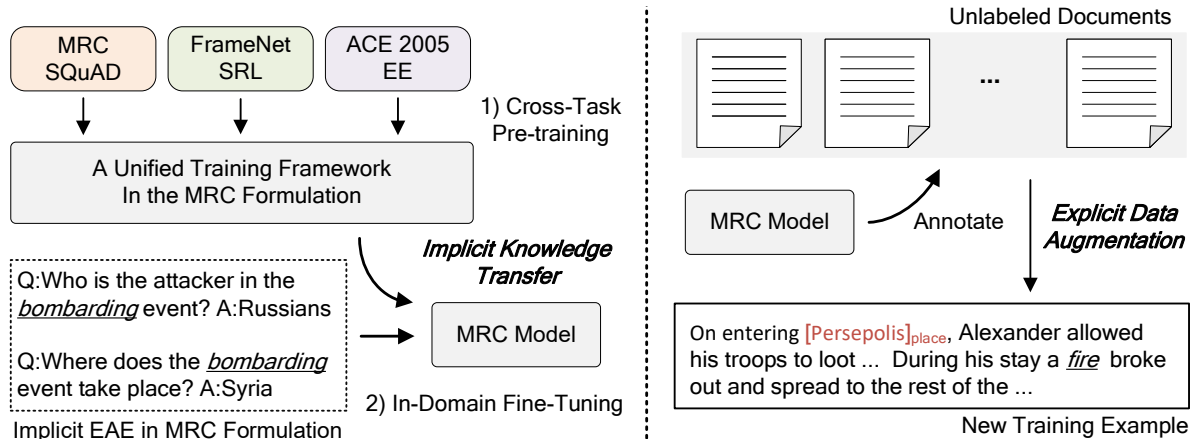 MRC
SQuAD
FrameNet
SRL
ACE 2005
EE
1) Cross-Task
Pre-training
A Unified Training Framework
In the MRC Formulation
Implicit Knowledge
Transfer
Q:Who is the attacker in the
bombarding event? A:Russians
Q:Where does the bombarding
event take place? A:Syria
MRC Model
2) In-Domain Fine-Tuning
Implicit EAE in MRC Formulation
Unlabeled Documents
...
MRC Model
Annotate
Explicit Data
Augmentation
On entering [Persepolis]place, Alexander allowed
his troops to loot ... During his stay a fire broke
out and spread to the rest of the ...
New Training Example